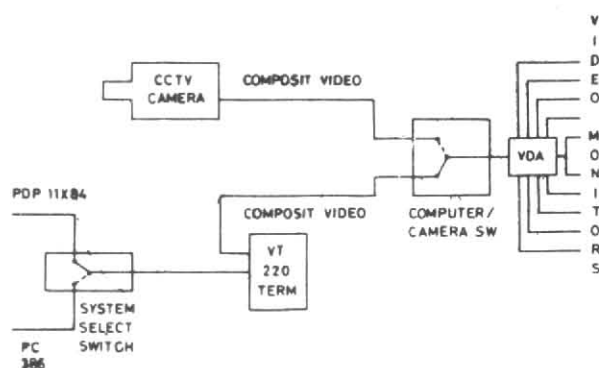 CCTV
CAMERA
COMPOSIT VIDEO
VDA
V
I
D
E
O
M
O
N
I
T
O
R
S
COMPUTER/
CAMERA SW
PDP 11X84
COMPOSIT VIDEO
VT
220
TERM
SYSTEM
SELECT
SWITCH
PC
386